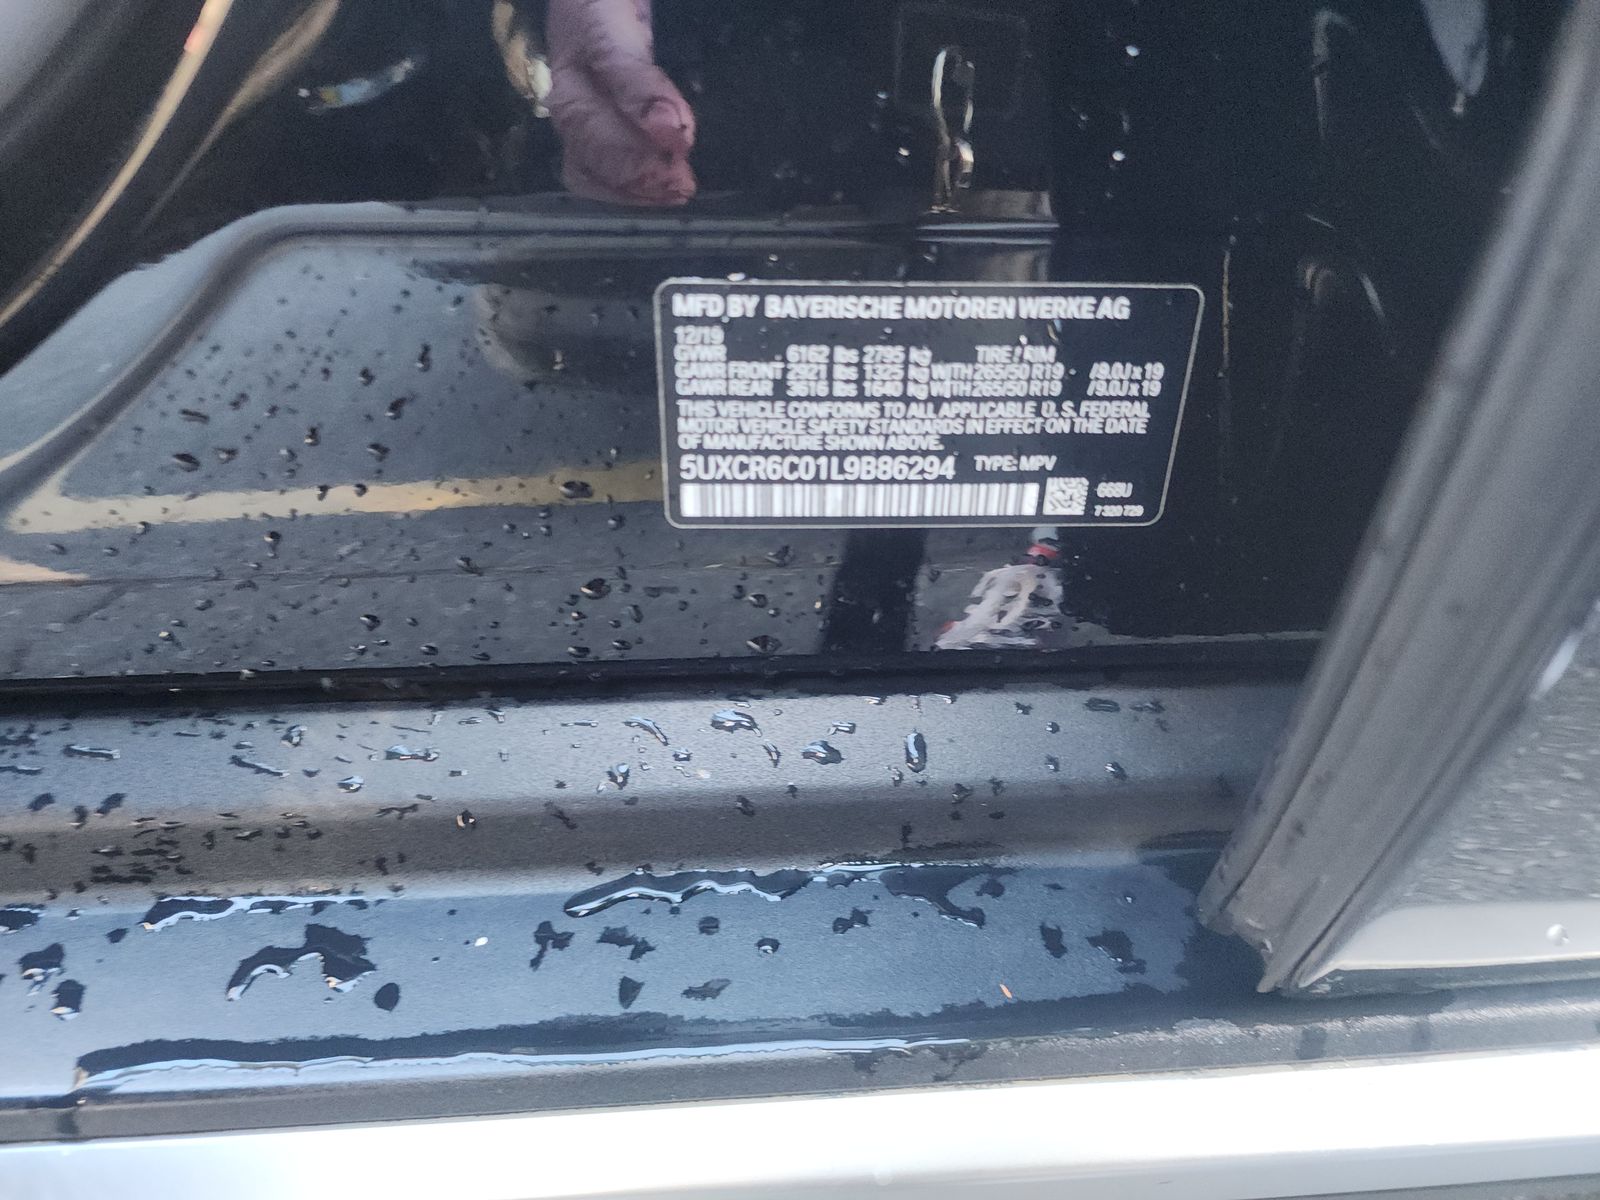 MFD BY BAYERISCHE MOTOREN WERKE AG
12/19
GVWR 6162 lbs 2795 kg TIRE / RIM
GAWR FRONT 2921 lbs 1325 kg WITH 265/50 R19 /9.0J x 19
GAWR REAR 3616 lbs 1640 kg WITH 265/50 R19 /9.0J x 19
THIS VEHICLE CONFORMS TO ALL APPLICABLE U.S. FEDERAL
MOTOR VEHICLE SAFETY STANDARDS IN EFFECT ON THE DATE
OF MANUFACTURE SHOWN ABOVE.
5UXCR6C01L9B86294 TYPE: MPV
7 320 729